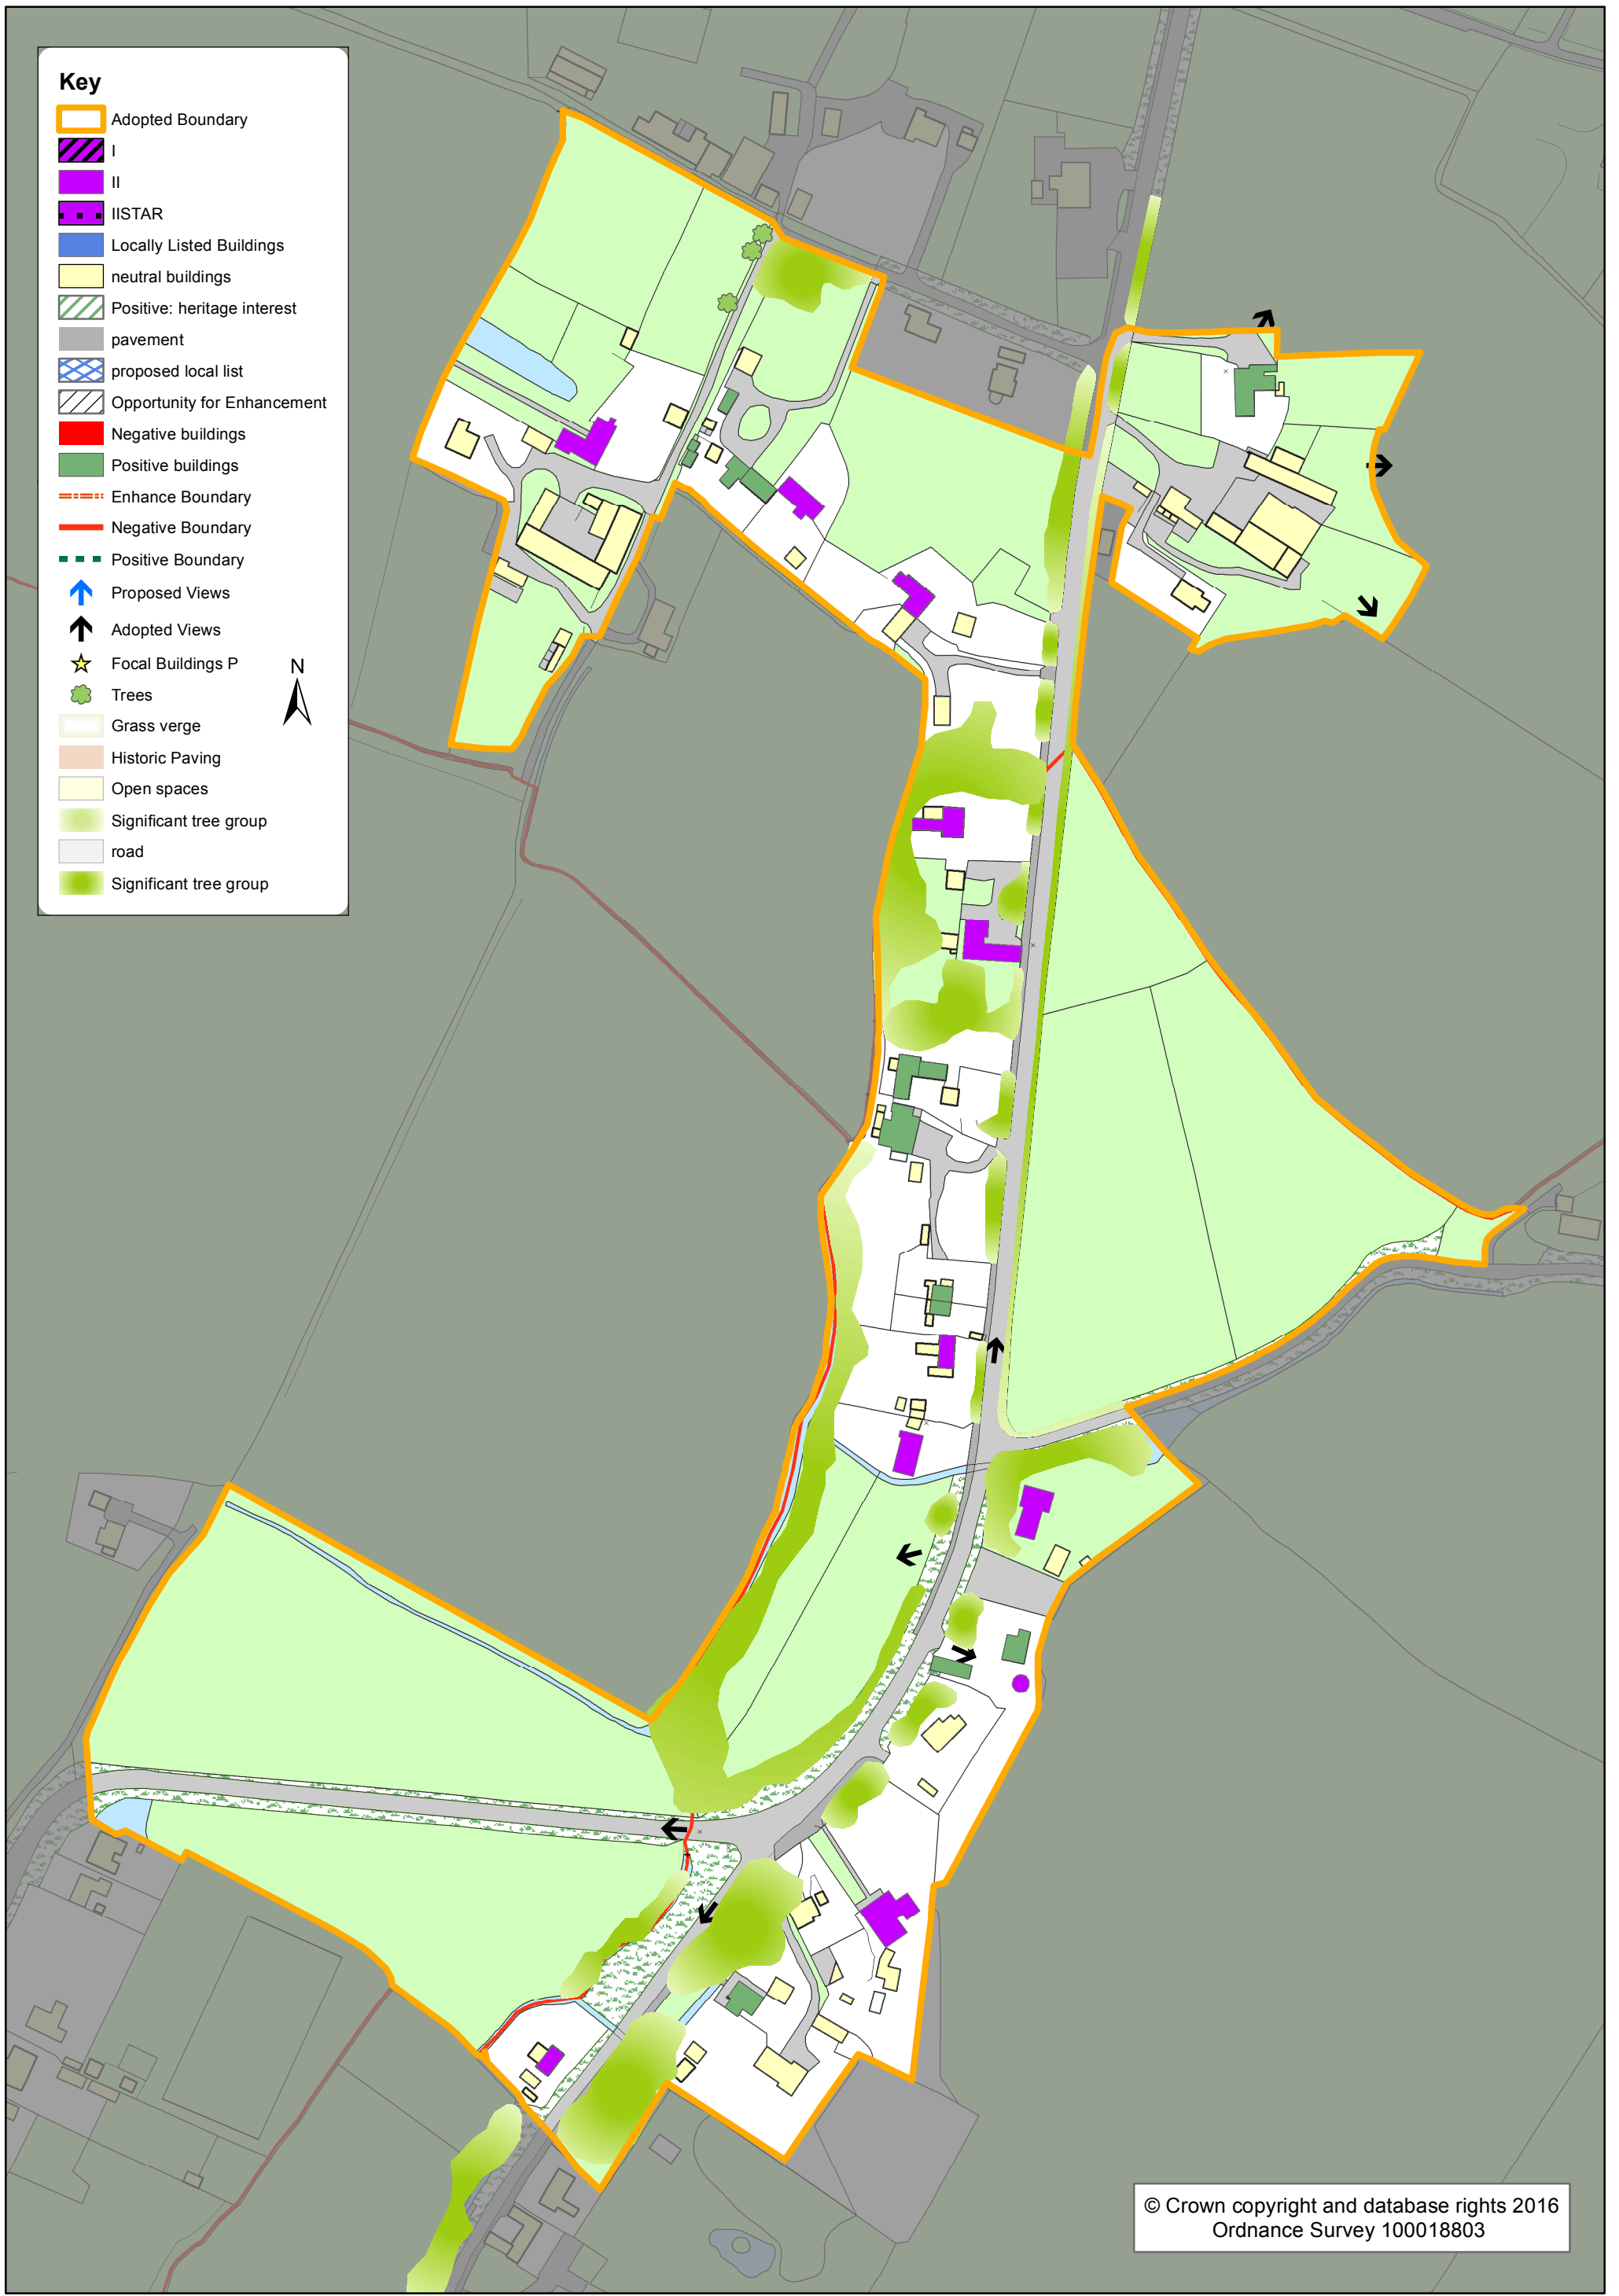 Key
Adopted Boundary
I
II
IISTAR
Locally Listed Buildings
neutral buildings
Positive: heritage interest
pavement
proposed local list
Opportunity for Enhancement
Negative buildings
Positive buildings
Enhance Boundary
Negative Boundary
Positive Boundary
Proposed Views
Adopted Views
Focal Buildings P
Trees
Grass verge
Historic Paving
Open spaces
Significant tree group
road
Significant tree group
N
© Crown copyright and database rights 2016
Ordnance Survey 100018803